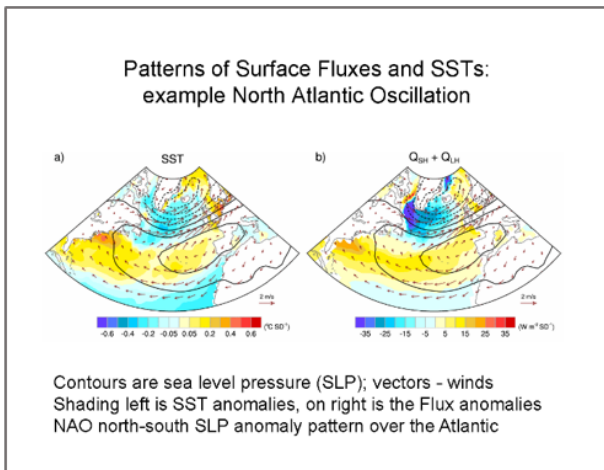 Patterns of Surface Fluxes and SSTs:
example North Atlantic Oscillation
a) SST
b) Q_SH + Q_LH
2 m/s
2 m/s
-0.6 -0.4 -0.2 -0.05 0.05 0.2 0.4 0.6 (°C SD⁻¹)
-35 -25 -15 -5 5 15 25 35 (W m² SD⁻¹)
Contours are sea level pressure (SLP); vectors - winds
Shading left is SST anomalies, on right is the Flux anomalies
NAO north-south SLP anomaly pattern over the Atlantic